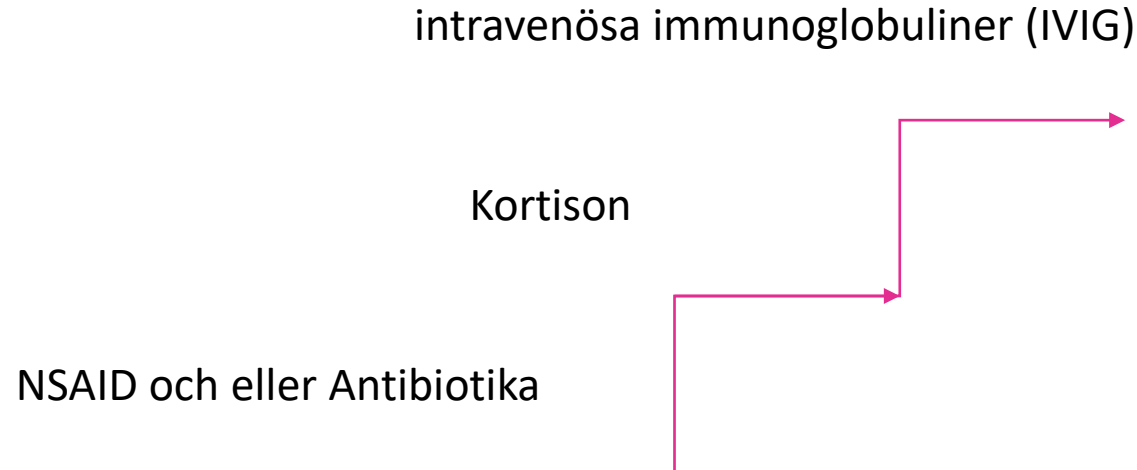 intravenösa immunoglobuliner (IVIG)
Kortison
NSAID och eller Antibiotika